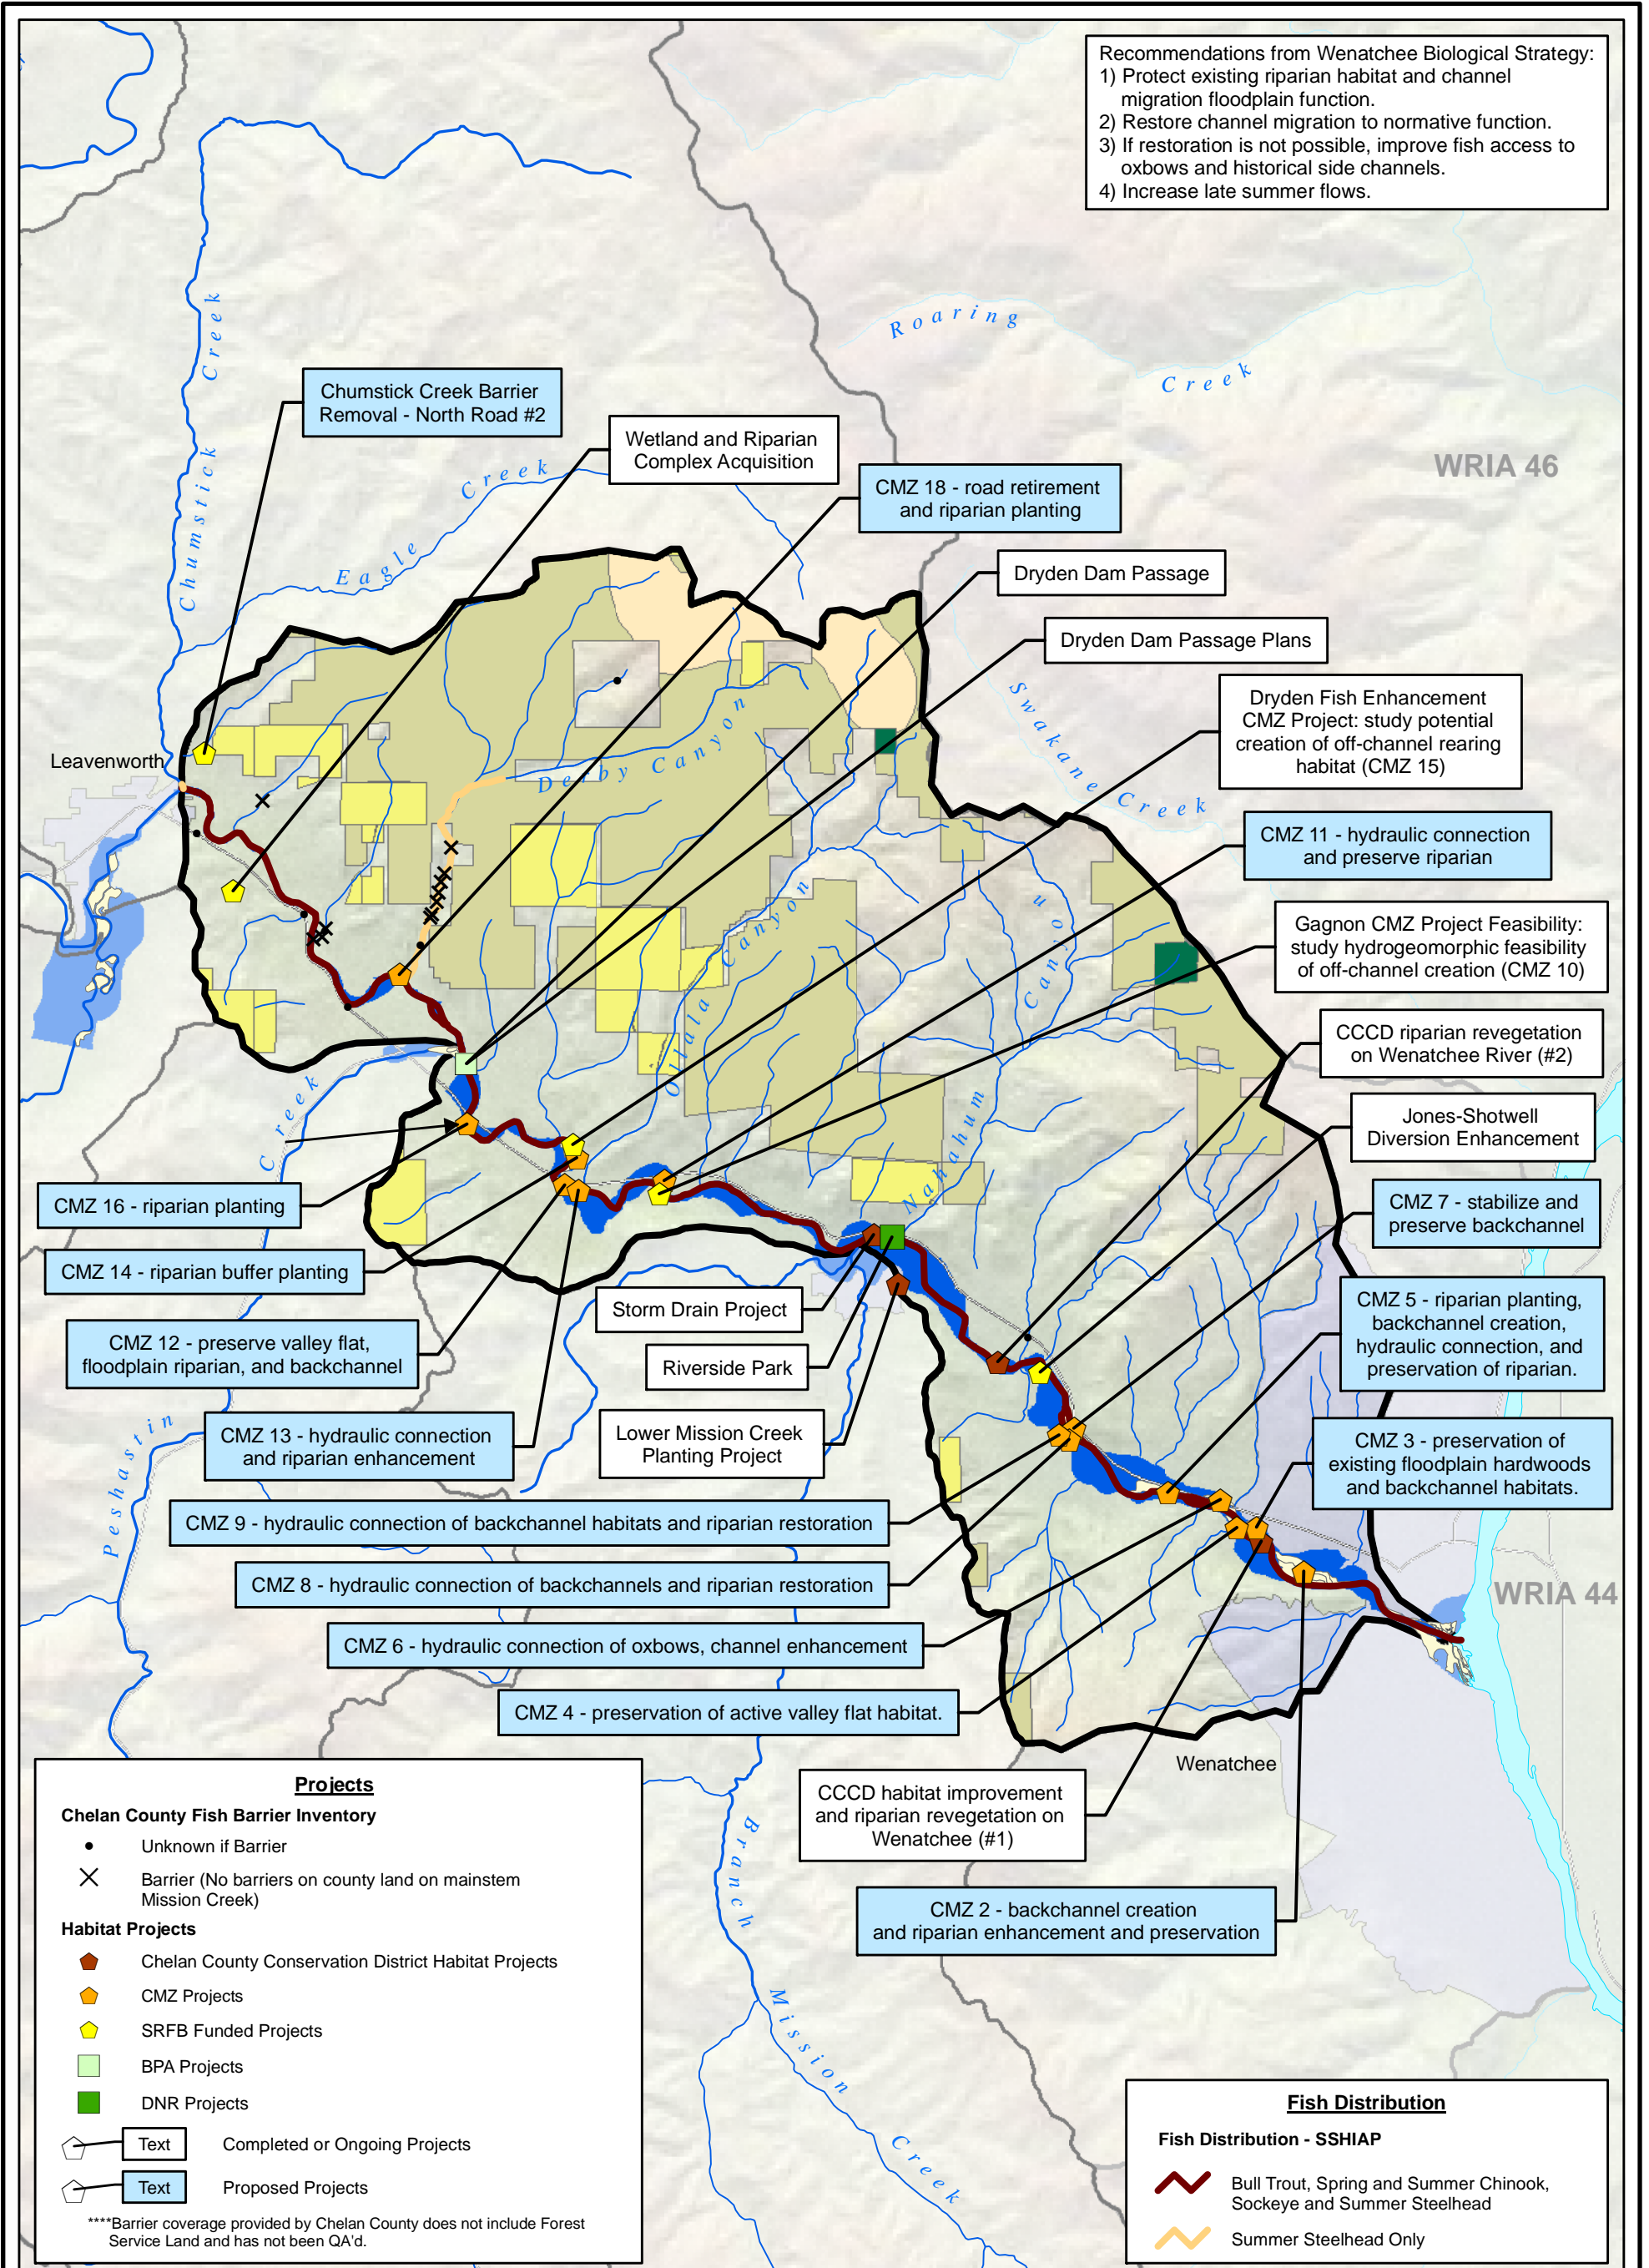 Recommendations from Wenatchee Biological Strategy:
1) Protect existing riparian habitat and channel
migration floodplain function.
2) Restore channel migration to normative function.
3) If restoration is not possible, improve fish access to
oxbows and historical side channels.
4) Increase late summer flows.
Roaring
Creek
WRIA 46
Chumstick Creek
Chumstick Creek Barrier
Removal - North Road #2
Wetland and Riparian
Complex Acquisition
Eagle Creek
CMZ 18 - road retirement
and riparian planting
Dryden Dam Passage
Dryden Dam Passage Plans
Swakane Creek
Dryden Fish Enhancement
CMZ Project: study potential
creation of off-channel rearing
habitat (CMZ 15)
Leavenworth
Derby Canyon
CMZ 11 - hydraulic connection
and preserve riparian
Ollala Canyon
Nahahum Canyon
Gagnon CMZ Project Feasibility:
study hydrogeomorphic feasibility
of off-channel creation (CMZ 10)
CCCD riparian revegetation
on Wenatchee River (#2)
Jones-Shotwell
Diversion Enhancement
CMZ 16 - riparian planting
CMZ 7 - stabilize and
preserve backchannel
CMZ 14 - riparian buffer planting
Storm Drain Project
CMZ 5 - riparian planting,
backchannel creation,
hydraulic connection, and
preservation of riparian.
CMZ 12 - preserve valley flat,
floodplain riparian, and backchannel
Riverside Park
Peshastin Creek
CMZ 13 - hydraulic connection
and riparian enhancement
Lower Mission Creek
Planting Project
CMZ 3 - preservation of
existing floodplain hardwoods
and backchannel habitats.
CMZ 9 - hydraulic connection of backchannel habitats and riparian restoration
CMZ 8 - hydraulic connection of backchannels and riparian restoration
WRIA 44
CMZ 6 - hydraulic connection of oxbows, channel enhancement
CMZ 4 - preservation of active valley flat habitat.
Wenatchee
CCCD habitat improvement
and riparian revegetation on
Wenatchee (#1)
CMZ 2 - backchannel creation
and riparian enhancement and preservation
Branch
Mission
Creek
Projects
Chelan County Fish Barrier Inventory
Unknown if Barrier
Barrier (No barriers on county land on mainstem
Mission Creek)
Habitat Projects
Chelan County Conservation District Habitat Projects
CMZ Projects
SRFB Funded Projects
BPA Projects
DNR Projects
Text Completed or Ongoing Projects
Text Proposed Projects
****Barrier coverage provided by Chelan County does not include Forest
Service Land and has not been QA'd.
Fish Distribution
Fish Distribution - SSHIAP
Bull Trout, Spring and Summer Chinook,
Sockeye and Summer Steelhead
Summer Steelhead Only